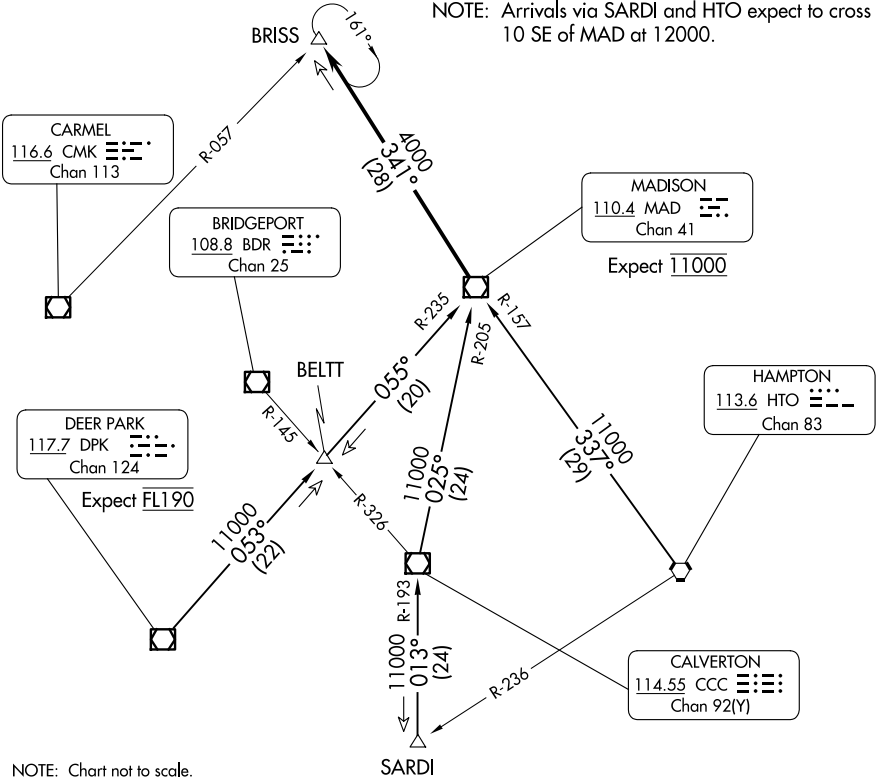 NOTE: Arrivals via SARDI and HTO expect to cross
10 SE of MAD at 12000.
BRISS
161°
CARMEL
116.6 CMK
Chan 113
R-057
4000
341°
(28)
MADISON
110.4 MAD
Chan 41
Expect 11000
BRIDGEPORT
108.8 BDR
Chan 25
R-235
R-205
R-157
BELTT
055°
(20)
R-145
HAMPTON
113.6 HTO
Chan 83
DEER PARK
117.7 DPK
Chan 124
Expect FL190
11000
053°
(22)
R-326
11000
025°
(24)
11000
337°
(29)
R-193
11000
013°
(24)
R-236
CALVERTON
114.55 CCC
Chan 92(Y)
SARDI
NOTE: Chart not to scale.